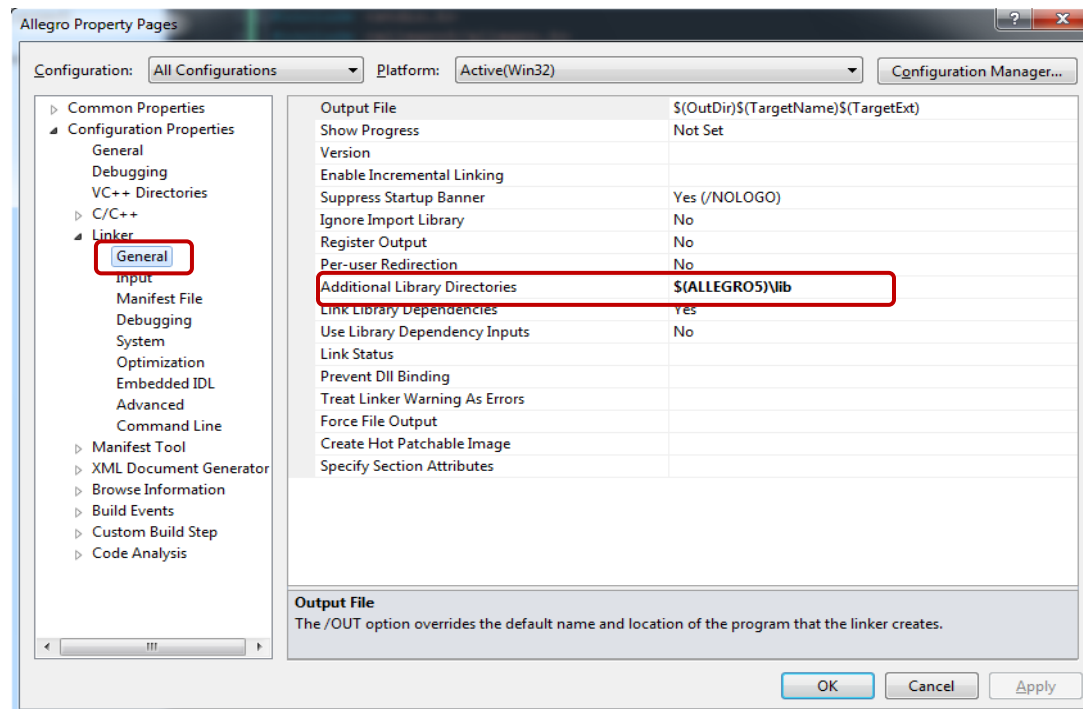 Allegro Property Pages
?
x
Configuration: All Configurations Platform: Active(Win32) Configuration Manager...
Common Properties
Configuration Properties
General
Debugging
VC++ Directories
C/C++
Linker
General
Input
Manifest File
Debugging
System
Optimization
Embedded IDL
Advanced
Command Line
Manifest Tool
XML Document Generator
Browse Information
Build Events
Custom Build Step
Code Analysis
Output File $(OutDir)$(TargetName)$(TargetExt)
Show Progress Not Set
Version
Enable Incremental Linking
Suppress Startup Banner Yes (/NOLOGO)
Ignore Import Library No
Register Output No
Per-user Redirection No
Additional Library Directories $(ALLEGRO5)\lib
Link Library Dependencies Yes
Use Library Dependency Inputs No
Link Status
Prevent Dll Binding
Treat Linker Warning As Errors
Force File Output
Create Hot Patchable Image
Specify Section Attributes
Output File
The /OUT option overrides the default name and location of the program that the linker creates.
OK Cancel Apply